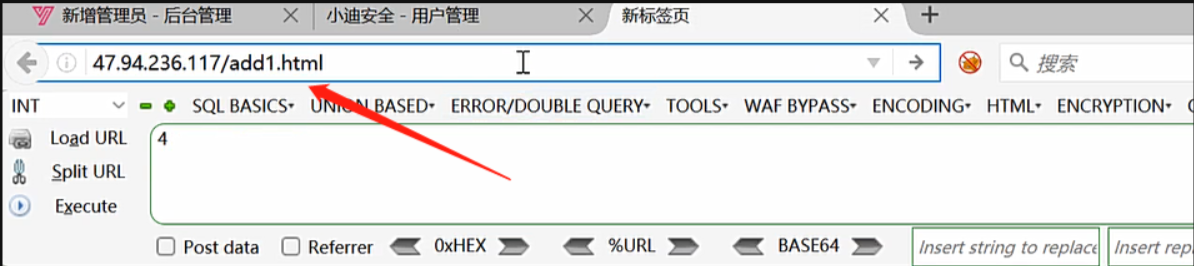 新增管理员 - 后台管理 小迪安全 - 用户管理 新标签页
47.94.236.117/add1.html 搜索
INT SQL BASICS UNION BASED ERROR/DOUBLE QUERY TOOLS WAF BYPASS ENCODING HTML ENCRYPTION
Load URL 4
Split URL
Execute
Post data Referrer 0xHEX %URL BASE64 Insert string to replace Insert rep